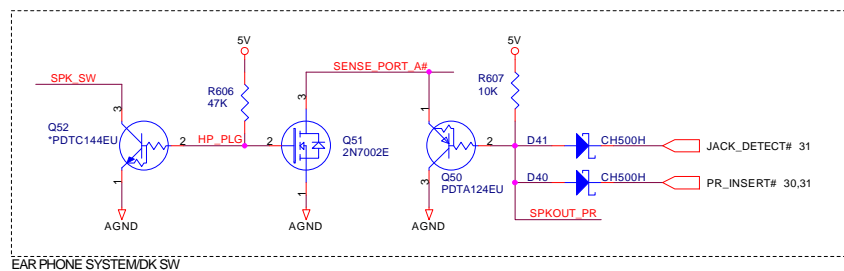 5V
5V
SPK_SW
SENSE_PORT_A#
R606
47K
R607
10K
3
3
1
Q52
*PDTC144EU
2
HP_PLG
2
Q51
2N7002E
2
D41
CH500H
JACK_DETECT# 31
1
1
3
Q50
PDTA124EU
D40
CH500H
PR_INSERT# 30,31
SPKOUT_PR
AGND
AGND
AGND
EAR PHONE SYSTEM/DK SW